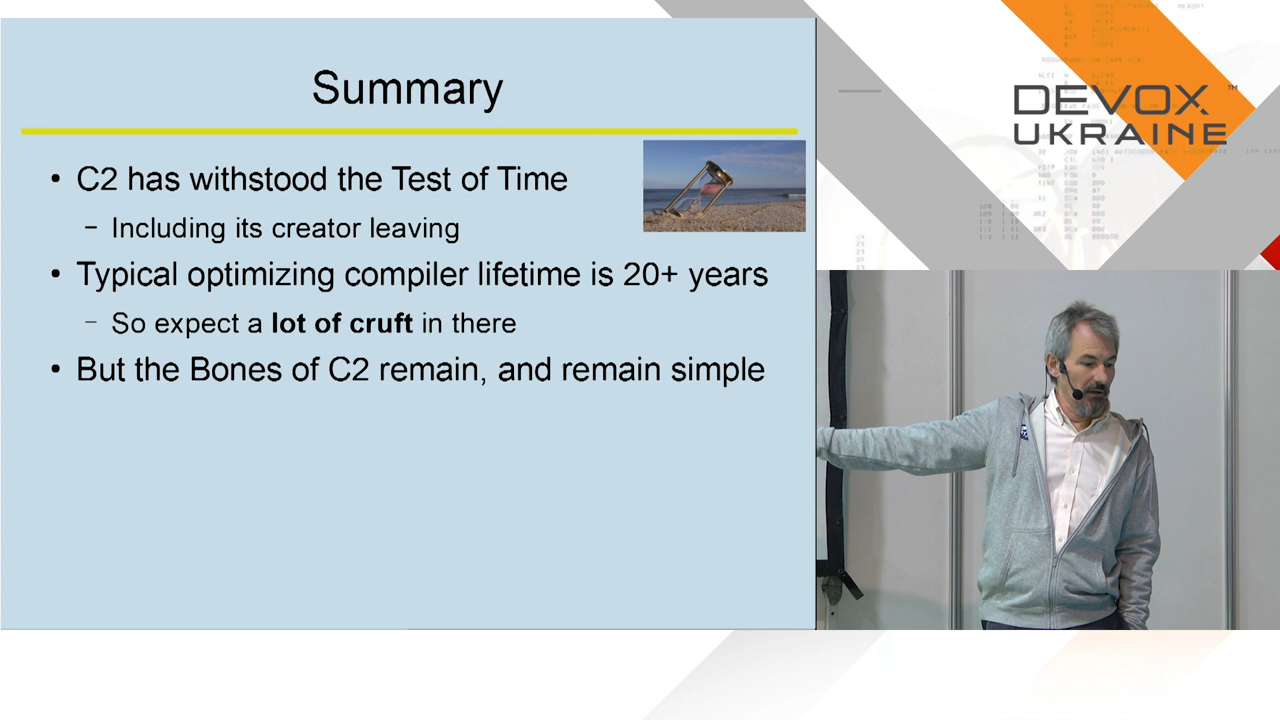 Summary
• C2 has withstood the Test of Time
– Including its creator leaving
• Typical optimizing compiler lifetime is 20+ years
– So expect a lot of cruft in there
• But the Bones of C2 remain, and remain simple
DEVOX™
UKRAINE